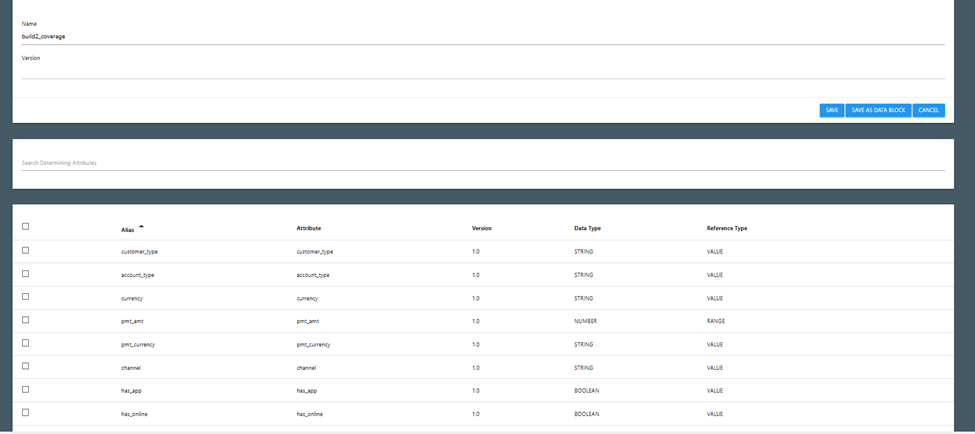 Name
build2_coverage
Version
SAVE SAVE AS DATA BLOCK CANCEL
Search Determining Attributes
Alias Attribute Version Data Type Reference Type
customer_type customer_type 1.0 STRING VALUE
account_type account_type 1.0 STRING VALUE
currency currency 1.0 STRING VALUE
pmt_amt pmt_amt 1.0 NUMBER RANGE
pmt_currency pmt_currency 1.0 STRING VALUE
channel channel 1.0 STRING VALUE
has_app has_app 1.0 BOOLEAN VALUE
has_online has_online 1.0 BOOLEAN VALUE